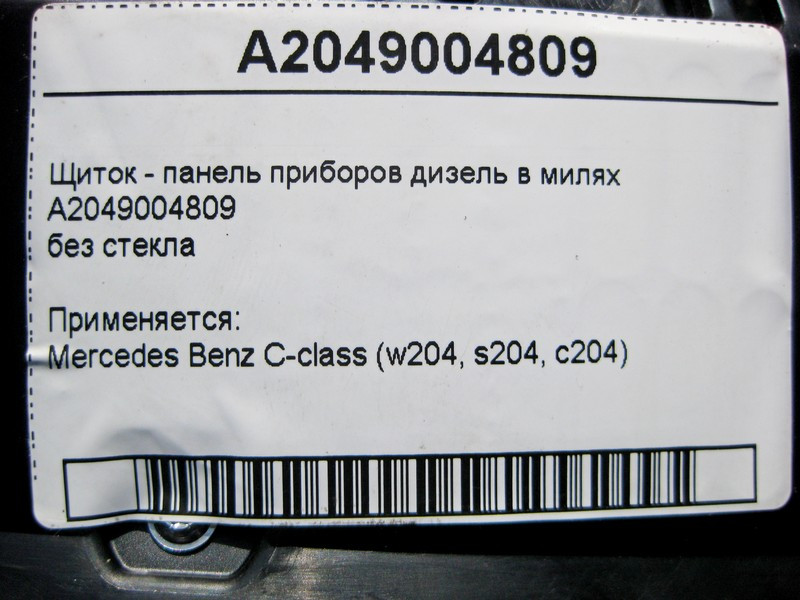 A2049004809
Щиток - панель приборов дизель в милях
A2049004809
без стекла
Применяется:
Mercedes Benz C-class (w204, s204, c204)